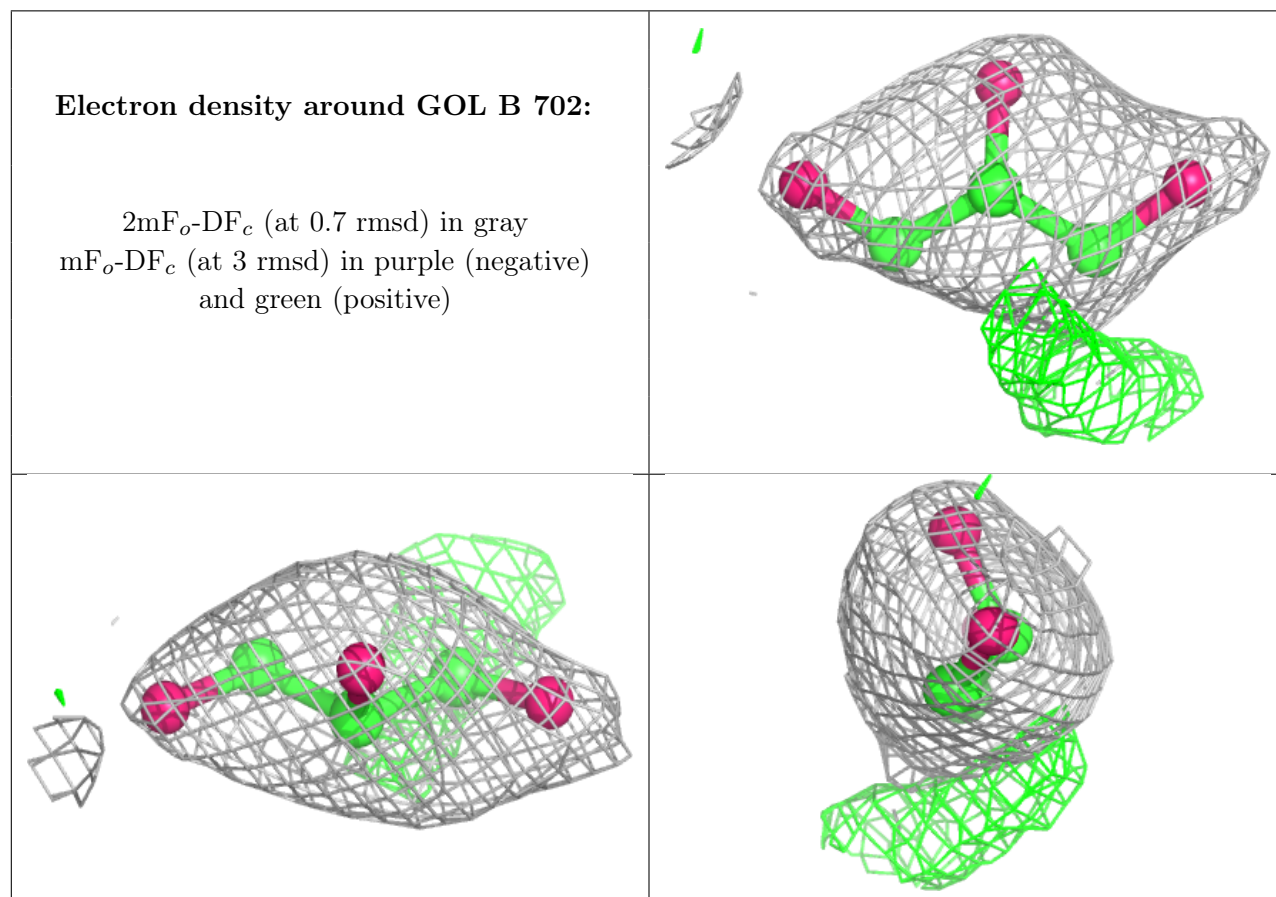 Electron density around GOL B 702:
2mFo-DFc (at 0.7 rmsd) in gray
mFo-DFc (at 3 rmsd) in purple (negative)
and green (positive)